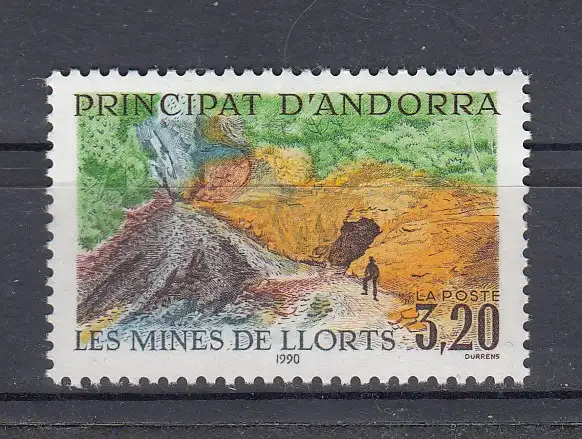 PRINCIPAT D'ANDORRA
LA POSTE
3,20
LES MINES DE LLORTS
1990
DURRENS